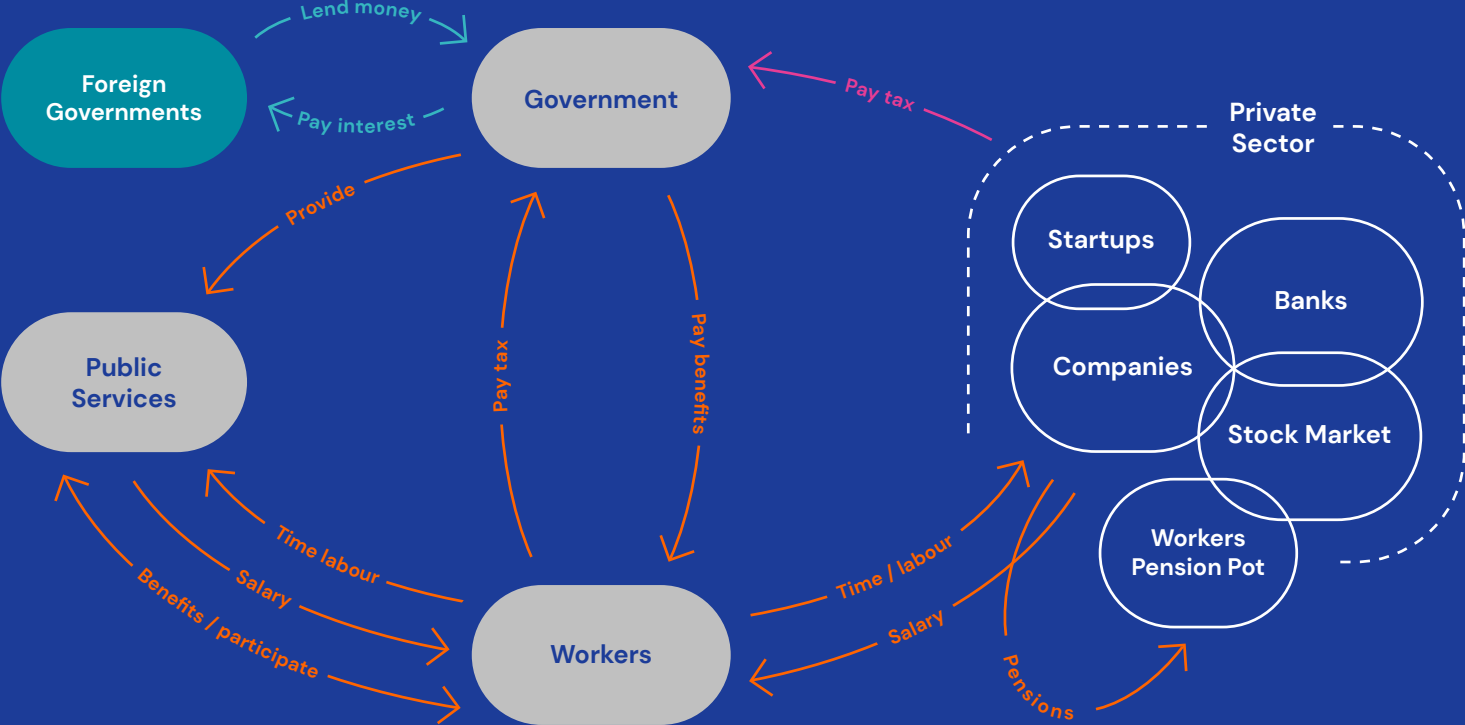 Lend money
Foreign
Governments
Government
Pay interest
Pay tax
Private
Sector
Provide
Startups
Banks
Public
Services
Pay tax
Pay benefits
Companies
Stock Market
Time labour
Salary
Benefits / participate
Workers
Time / labour
Salary
Workers
Pension Pot
Pensions